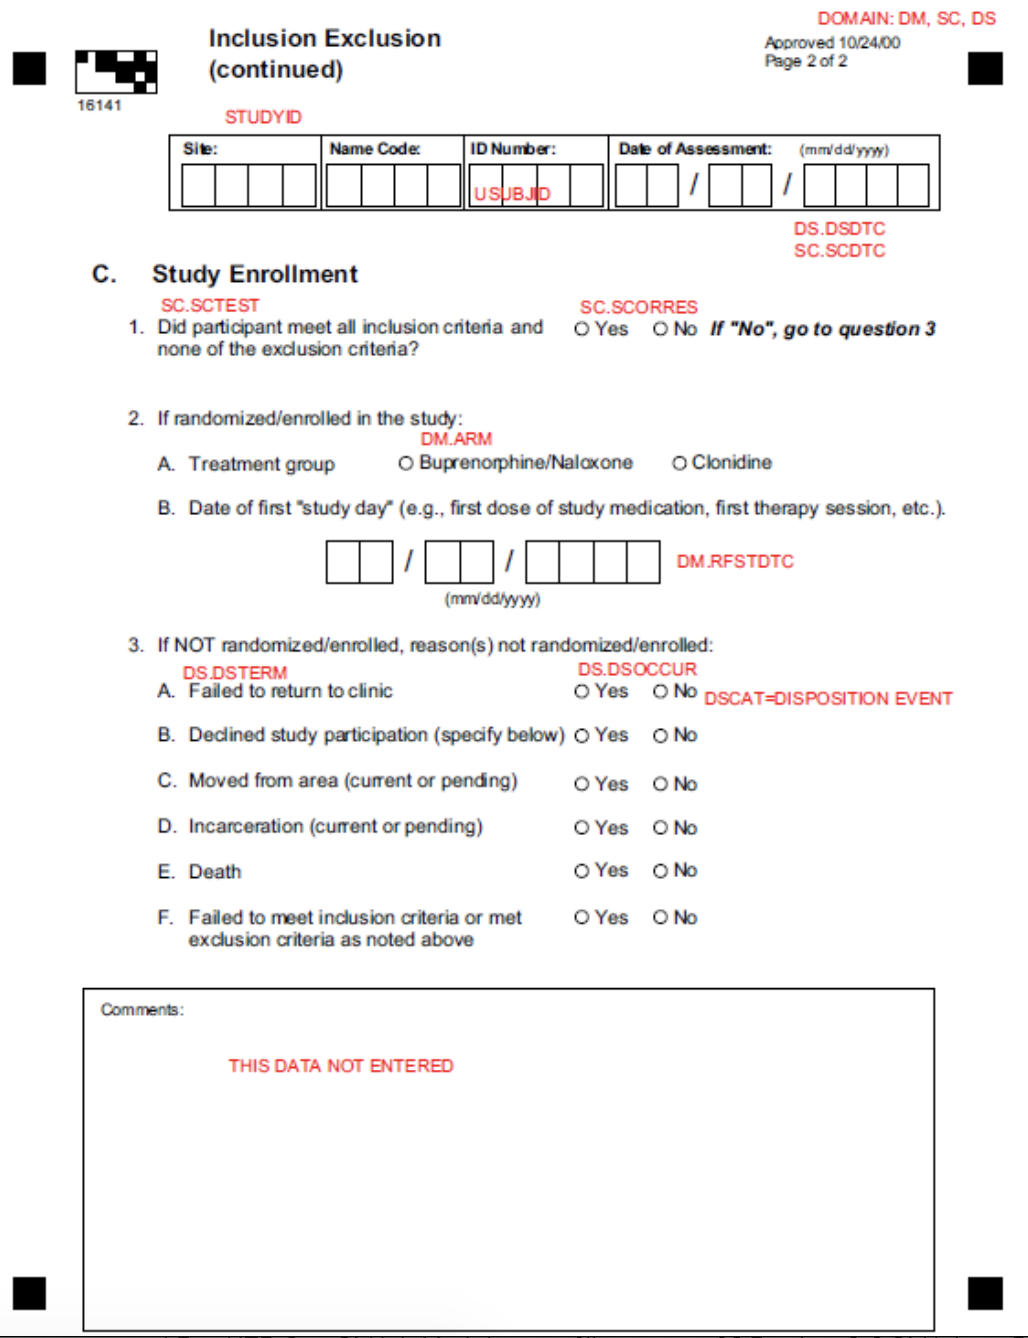 DOMAIN: DM, SC, DS
Inclusion Exclusion
(continued)
Approved 10/24/00
Page 2 of 2
16141
STUDYID
Site: Name Code: ID Number: Date of Assessment: (mm/dd/yyyy)
USUBJID / /
DS.DSDTC
SC.SCDTC
C. Study Enrollment
SC.SCTEST SC.SCORRES
1. Did participant meet all inclusion criteria and none of the exclusion criteria? Yes No If "No", go to question 3
2. If randomized/enrolled in the study:
DM.ARM
A. Treatment group Buprenorphine/Naloxone Clonidine
B. Date of first "study day" (e.g., first dose of study medication, first therapy session, etc.).
/ / DM.RFSTDTC
(mm/dd/yyyy)
3. If NOT randomized/enrolled, reason(s) not randomized/enrolled:
DS.DSTERM DS.DSOCCUR
A. Failed to return to clinic Yes No DSCAT=DISPOSITION EVENT
B. Declined study participation (specify below) Yes No
C. Moved from area (current or pending) Yes No
D. Incarceration (current or pending) Yes No
E. Death Yes No
F. Failed to meet inclusion criteria or met Yes No
exclusion criteria as noted above
Comments:
THIS DATA NOT ENTERED